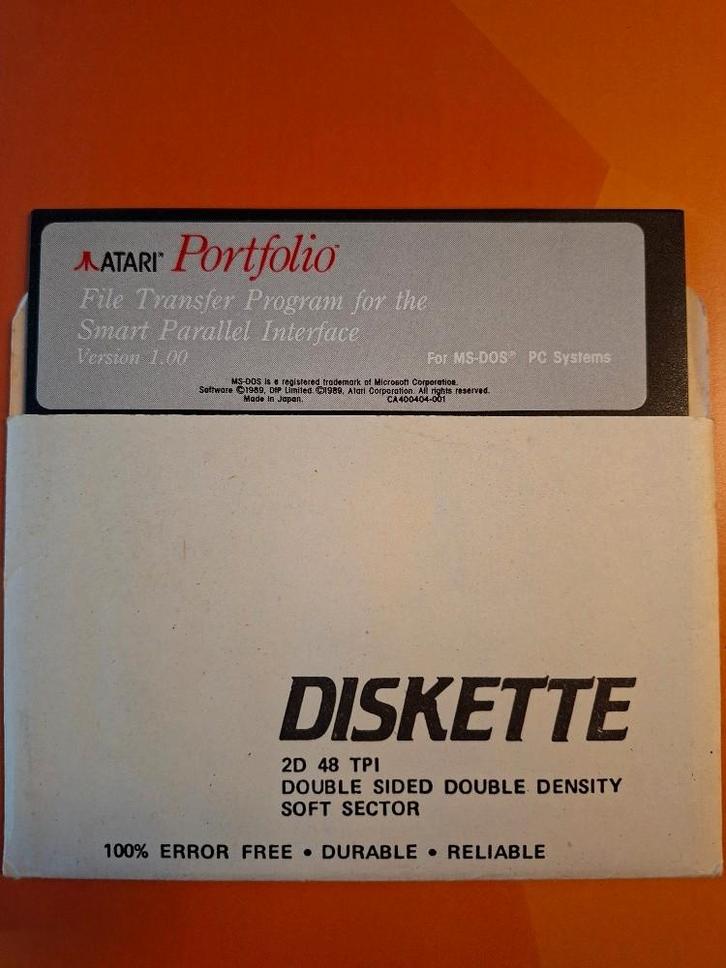 ATARI™ Portfolio™
File Transfer Program for the
Smart Parallel Interface
Version 1.00 For MS-DOS® PC Systems
MS-DOS is a registered trademark of Microsoft Corporation.
Software ©1989, DIP Limited. ©1989, Atari Corporation. All rights reserved.
Made in Japan. CA400404-001
DISKETTE
2D 48 TPI
DOUBLE SIDED DOUBLE DENSITY
SOFT SECTOR
100% ERROR FREE • DURABLE • RELIABLE